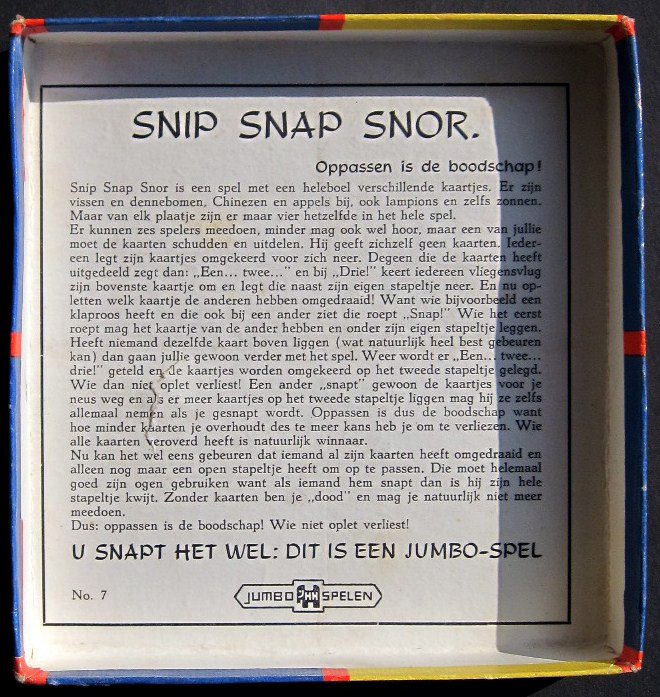 SNIP SNAP SNOR.
Oppassen is de boodschap!
Snip Snap Snor is een spel met een heleboel verschillende kaartjes. Er zijn
vissen en dennebomen, Chinezen en appels bij, ook lampions en zelfs zonnen.
Maar van elk plaatje zijn er maar vier hetzelfde in het hele spel.
Er kunnen zes spelers meedoen, minder mag ook wel hoor, maar een van jullie
moet de kaarten schudden en uitdelen. Hij geeft zichzelf geen kaarten. Ieder-
een legt zijn kaartjes omgekeerd voor zich neer. Degeen die de kaarten heeft
uitgedeeld zegt dan: „Een... twee...” en bij „Drie!” keert iedereen vliegensvlug
zijn bovenste kaartje om en legt die naast zijn eigen stapeltje neer. En nu op-
letten welk kaartje de anderen hebben omgedraaid! Want wie bijvoorbeeld een
klaproos heeft en die ook bij een ander ziet die roept „Snap!” Wie het eerst
roept mag het kaartje van de ander hebben en onder zijn eigen stapeltje leggen.
Heeft niemand dezelfde kaart boven liggen (wat natuurlijk heel best gebeuren
kan) dan gaan jullie gewoon verder met het spel. Weer wordt er „Een... twee...
drie!” geteld en de kaartjes worden omgekeerd op het tweede stapeltje gelegd.
Wie dan niet oplet verliest! Een ander „snapt” gewoon de kaartjes voor je
neus weg en als er meer kaartjes op het tweede stapeltje liggen mag hij ze zelfs
allemaal nemen als je gesnapt wordt. Oppassen is dus de boodschap want
hoe minder kaarten je overhoudt des te meer kans heb je om te verliezen. Wie
alle kaarten veroverd heeft is natuurlijk winnaar.
Nu kan het wel eens gebeuren dat iemand al zijn kaarten heeft omgedraaid en
alleen nog maar een open stapeltje heeft om op te passen. Die moet helemaal
goed zijn ogen gebruiken want als iemand hem snapt dan is hij zijn hele
stapeltje kwijt. Zonder kaarten ben je „dood” en mag je natuurlijk niet meer
meedoen.
Dus: oppassen is de boodschap! Wie niet oplet verliest!
U SNAPT HET WEL: DIT IS EEN JUMBO-SPEL
No. 7
JUMBO JHH SPELEN